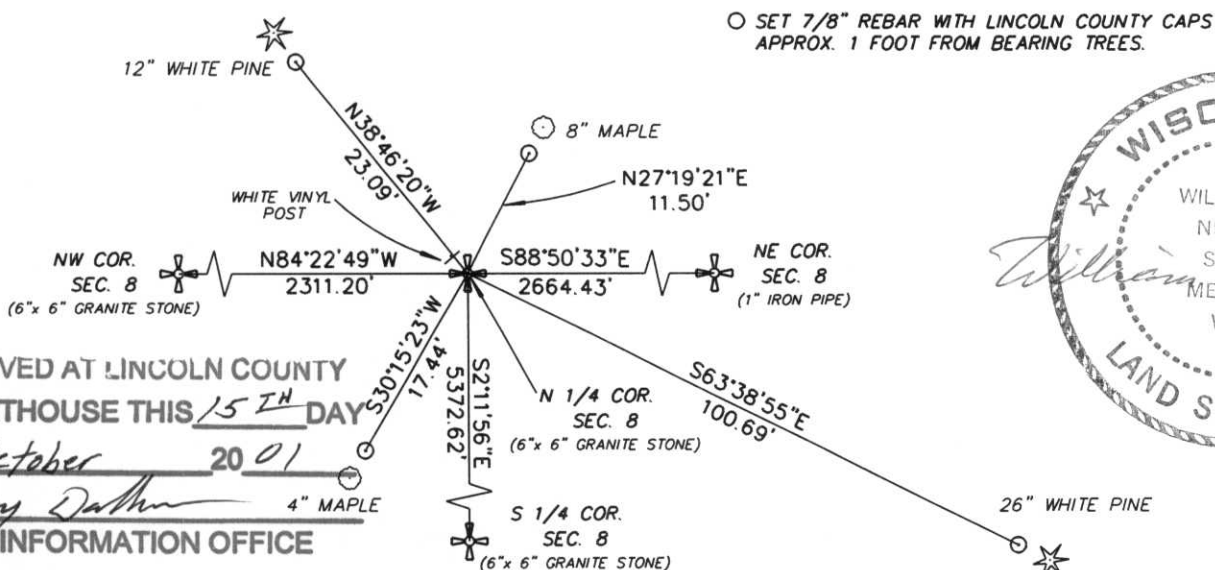 ○ SET 7/8" REBAR WITH LINCOLN COUNTY CAPS
APPROX. 1 FOOT FROM BEARING TREES.
12" WHITE PINE
N38°46'20"W
23.09'
8" MAPLE
N27°19'21"E
11.50'
WHITE VINYL
POST
NW COR.
SEC. 8
(6"x 6" GRANITE STONE)
N84°22'49"W
2311.20'
S88°50'33"E
2664.43'
NE COR.
SEC. 8
(1" IRON PIPE)
S30°15'23"W
17.44'
S2°11'56"E
5372.62'
N 1/4 COR.
SEC. 8
(6"x 6" GRANITE STONE)
S63°38'55"E
100.69'
4" MAPLE
S 1/4 COR.
SEC. 8
(6"x 6" GRANITE STONE)
26" WHITE PINE
VED AT LINCOLN COUNTY
THOUSE THIS 15TH DAY
ctober 20 01
INFORMATION OFFICE
WISC
WIL
N
S
ME
W
LAND S
William